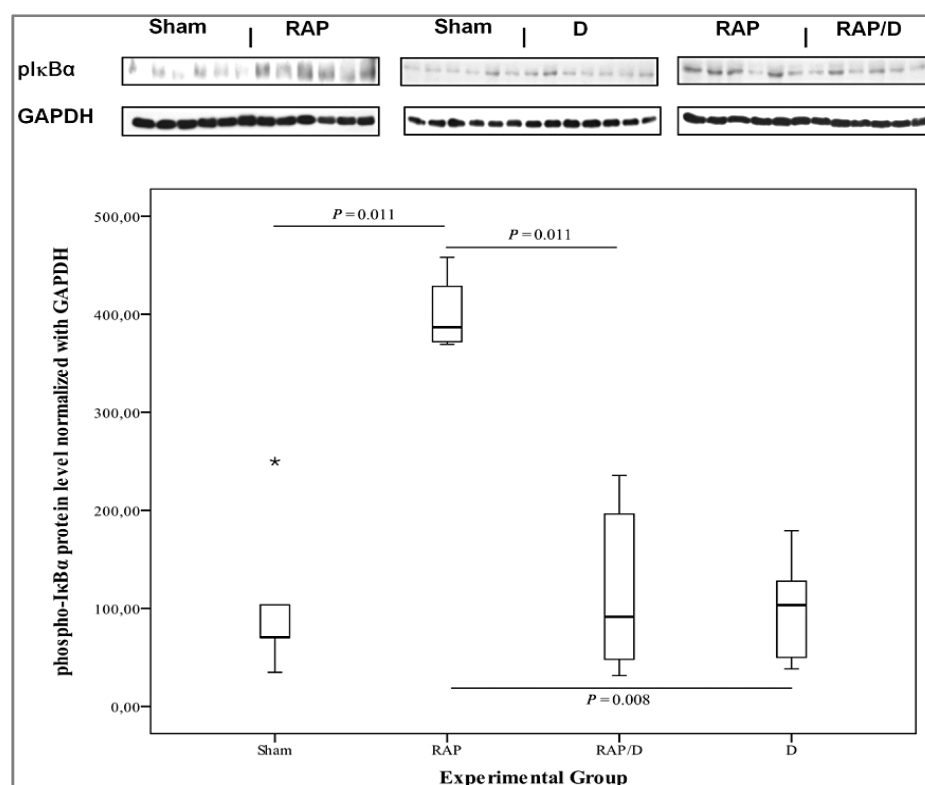 Sham | RAP Sham | D RAP | RAP/D
pIκBα
GAPDH
phospho-IκBα protein level normalized with GAPDH
500,00
400,00
300,00
200,00
100,00
0,00
P = 0.011
P = 0.011
*
P = 0.008
Sham RAP RAP/D D
Experimental Group